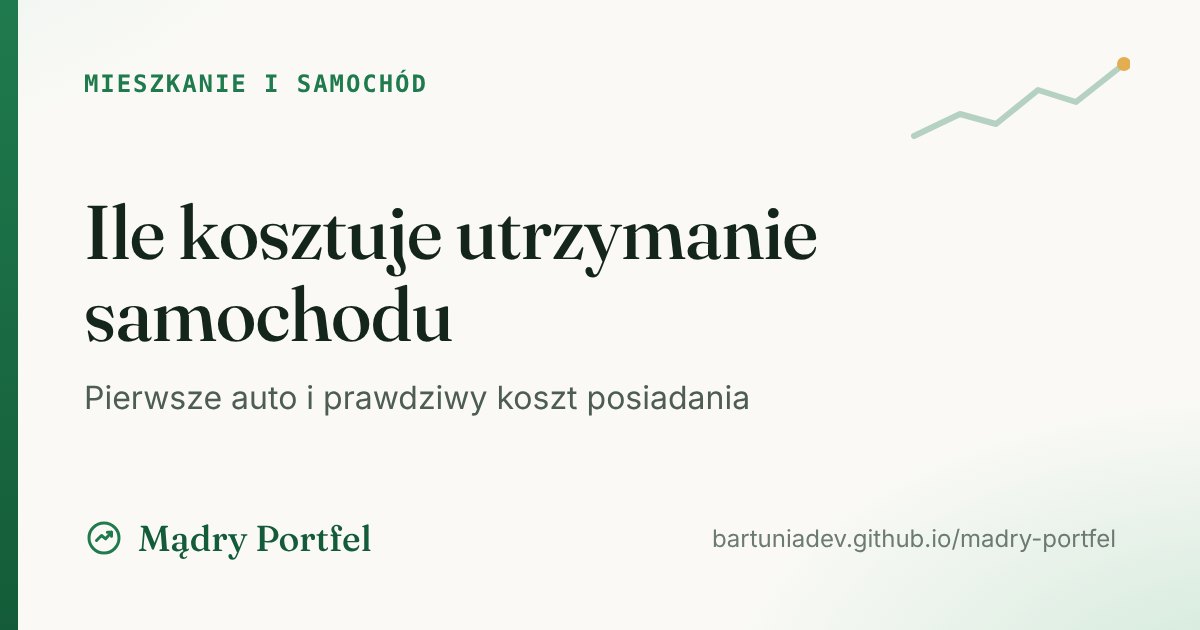 MIESZKANIE I SAMOCHÓD
Ile kosztuje utrzymanie
samochodu
Pierwsze auto i prawdziwy koszt posiadania
Mądry Portfel
bartuniadev.github.io/madry-portfel